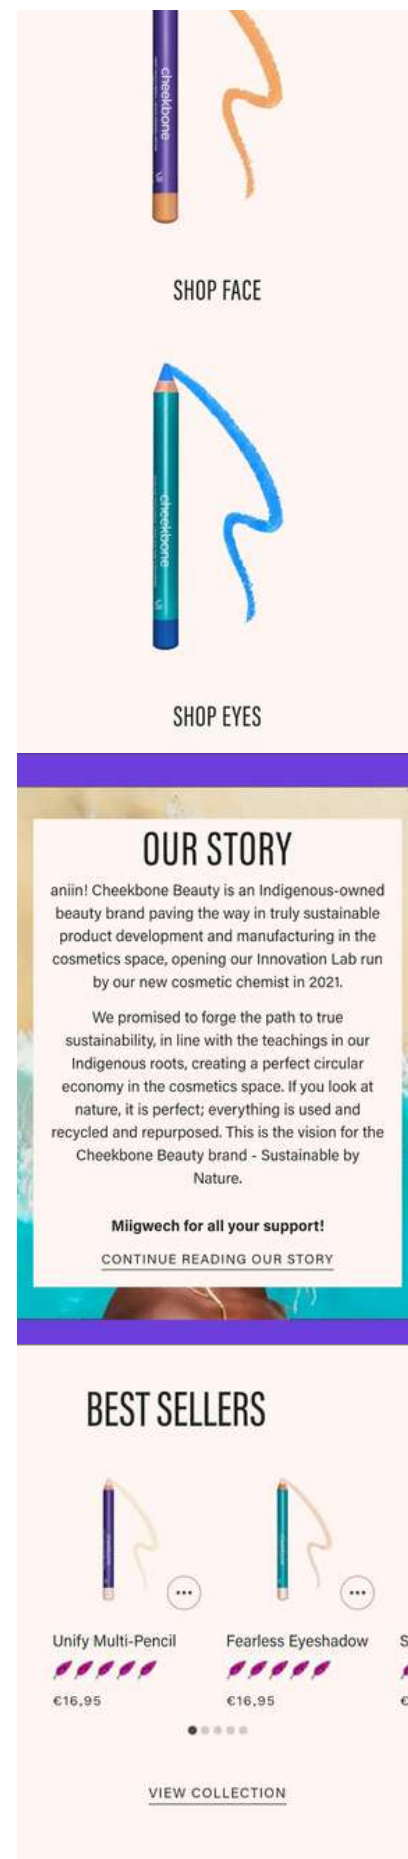 cheekbone
SHOP FACE
cheekbone
SHOP EYES
OUR STORY
aniin! Cheekbone Beauty is an Indigenous-owned
beauty brand paving the way in truly sustainable
product development and manufacturing in the
cosmetics space, opening our Innovation Lab run
by our new cosmetic chemist in 2021.
We promised to forge the path to true
sustainability, in line with the teachings in our
Indigenous roots, creating a perfect circular
economy in the cosmetics space. If you look at
nature, it is perfect; everything is used and
recycled and repurposed. This is the vision for the
Cheekbone Beauty brand - Sustainable by
Nature.
Miigwech for all your support!
CONTINUE READING OUR STORY
BEST SELLERS
Unify Multi-Pencil Fearless Eyeshadow S
€16,95 €16,95 €
VIEW COLLECTION